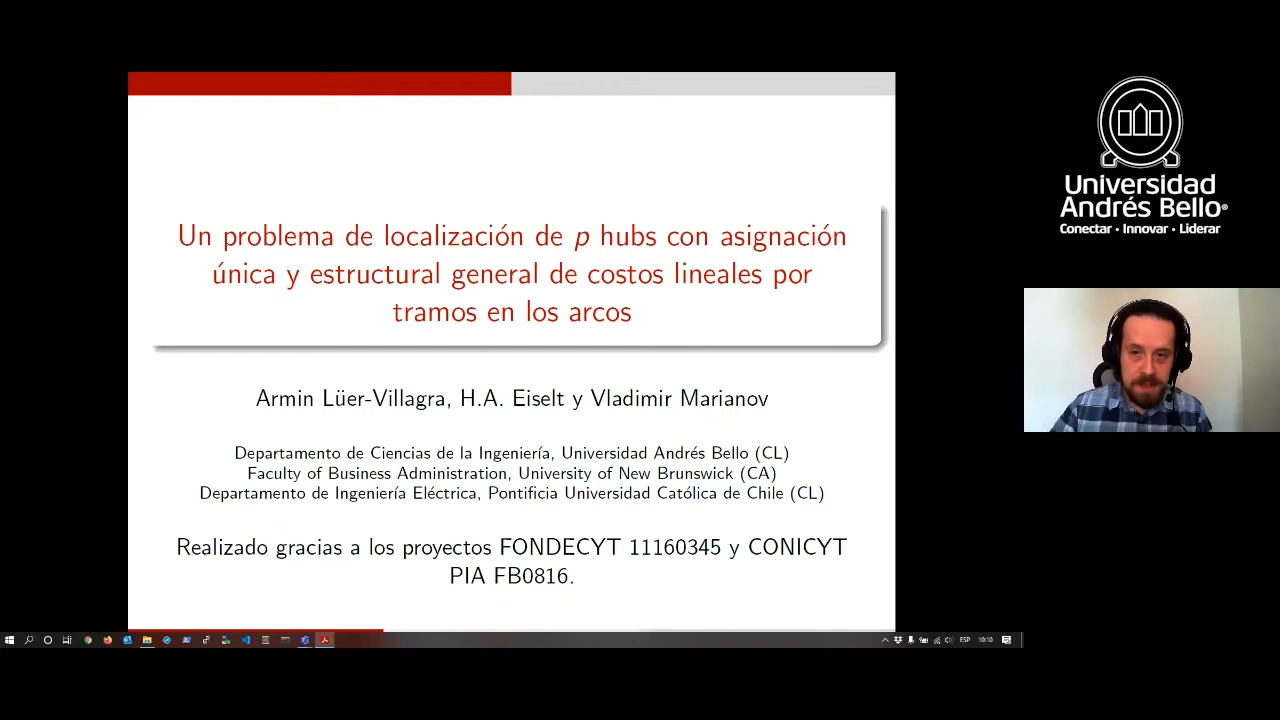 Un problema de localización de p hubs con asignación
única y estructural general de costos lineales por
tramos en los arcos
Armin Lüer-Villagra, H.A. Eiselt y Vladimir Marianov
Departamento de Ciencias de la Ingeniería, Universidad Andrés Bello (CL)
Faculty of Business Administration, University of New Brunswick (CA)
Departamento de Ingeniería Eléctrica, Pontificia Universidad Católica de Chile (CL)
Realizado gracias a los proyectos FONDECYT 11160345 y CONICYT
PIA FB0816.
Universidad
Andrés Bello®
Conectar · Innovar · Liderar
ESP 10:10